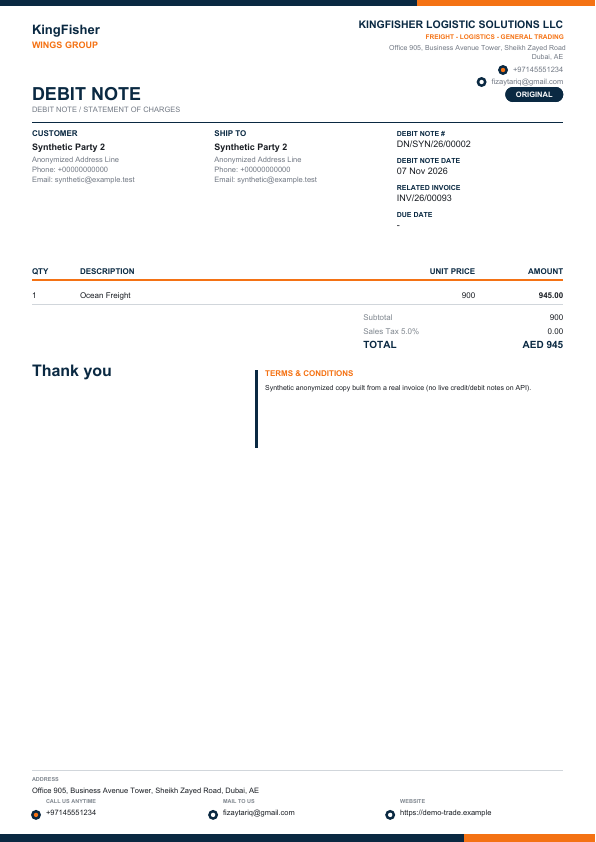 KingFisher
WINGS GROUP
KINGFISHER LOGISTIC SOLUTIONS LLC
FREIGHT - LOGISTICS - GENERAL TRADING
Office 905, Business Avenue Tower, Sheikh Zayed Road
Dubai, AE
+97145551234
fizaytariq@gmail.com
ORIGINAL
DEBIT NOTE
DEBIT NOTE / STATEMENT OF CHARGES
CUSTOMER
Synthetic Party 2
Anonymized Address Line
Phone: +00000000000
Email: synthetic@example.test
SHIP TO
Synthetic Party 2
Anonymized Address Line
Phone: +00000000000
Email: synthetic@example.test
DEBIT NOTE #
DN/SYN/26/00002
DEBIT NOTE DATE
07 Nov 2026
RELATED INVOICE
INV/26/00093
DUE DATE
-
QTY DESCRIPTION UNIT PRICE AMOUNT
1 Ocean Freight 900 945.00
Subtotal 900
Sales Tax 5.0% 0.00
TOTAL AED 945
Thank you
TERMS & CONDITIONS
Synthetic anonymized copy built from a real invoice (no live credit/debit notes on API).
ADDRESS
Office 905, Business Avenue Tower, Sheikh Zayed Road, Dubai, AE
CALL US ANYTIME
+97145551234
MAIL TO US
fizaytariq@gmail.com
WEBSITE
https://demo-trade.example